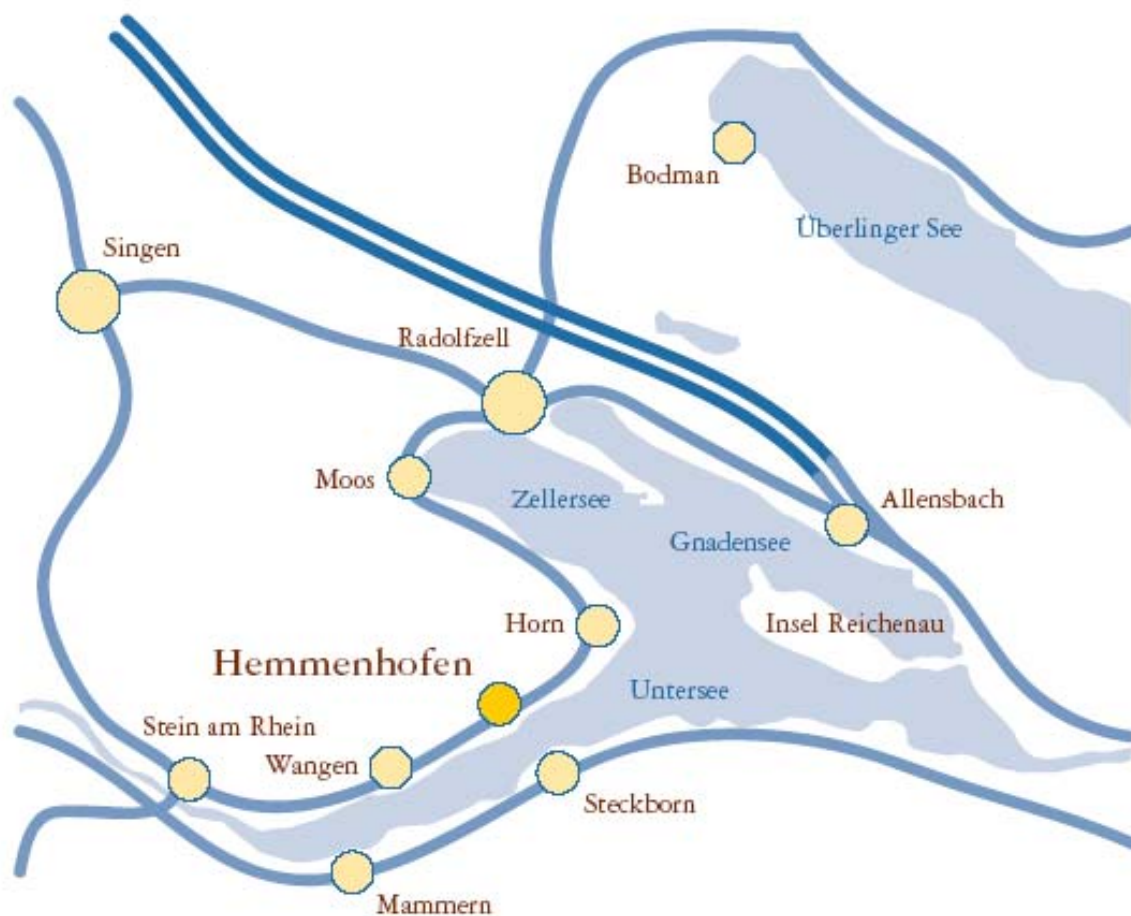 Bodman
Überlinger See
Singen
Radolfzell
Moos
Zellersee
Allensbach
Gnadensee
Horn
Insel Reichenau
Hemmenhofen
Untersee
Stein am Rhein
Wangen
Steckborn
Mammern